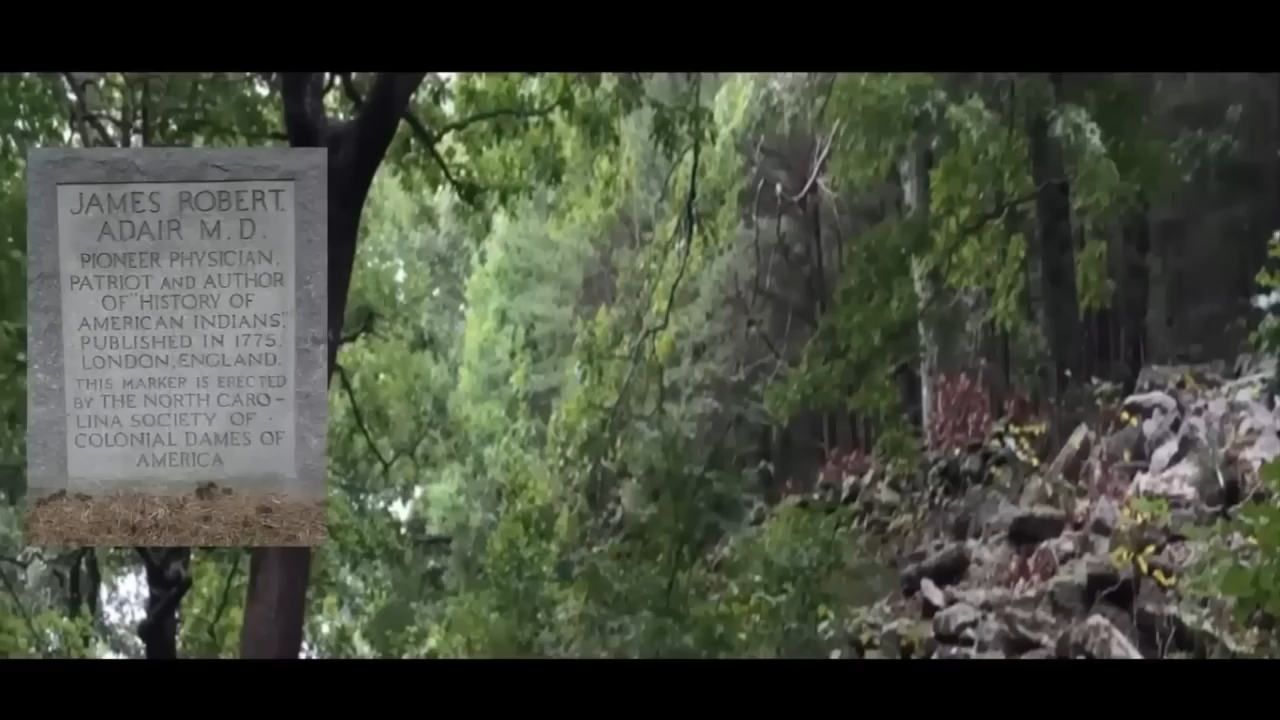 JAMES ROBERT.
ADAIR M.D.
PIONEER PHYSICIAN.
PATRIOT AND AUTHOR
OF "HISTORY OF
AMERICAN INDIANS".
PUBLISHED IN 1775.
LONDON, ENGLAND.
THIS MARKER IS ERECTED
BY THE NORTH CARO-
LINA SOCIETY OF
COLONIAL DAMES OF
AMERICA